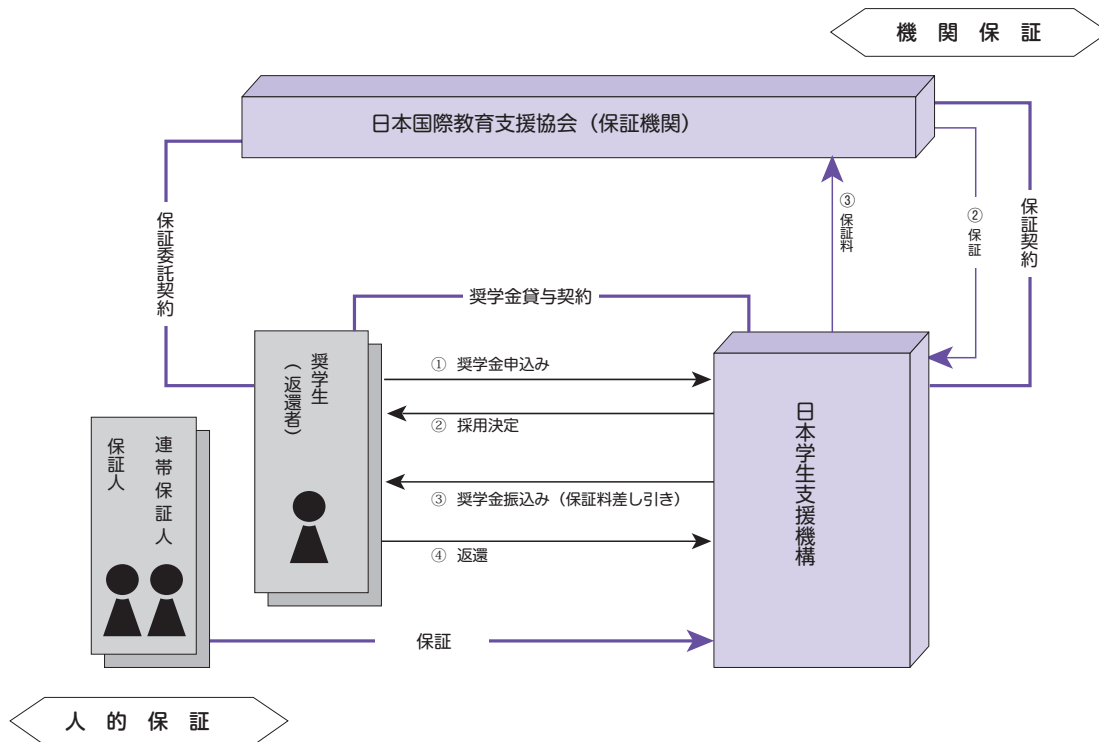 機関保証
日本国際教育支援協会（保証機関）
保証委託契約
③保証料
②保証
保証契約
奨学金貸与契約
奨学生
（返還者）
① 奨学金申込み
② 採用決定
③ 奨学金振込み（保証料差し引き）
④ 返還
日本学生支援機構
連帯保証人
保証人
保証
人的保証